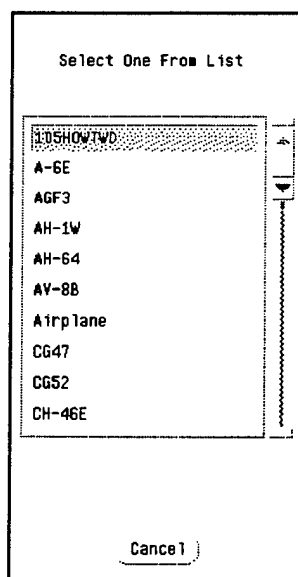 Select One From List
105HOWTWD
A-6E
AGF3
AH-1W
AH-64
AV-8B
Airplane
CG47
CG52
CH-46E
Cancel